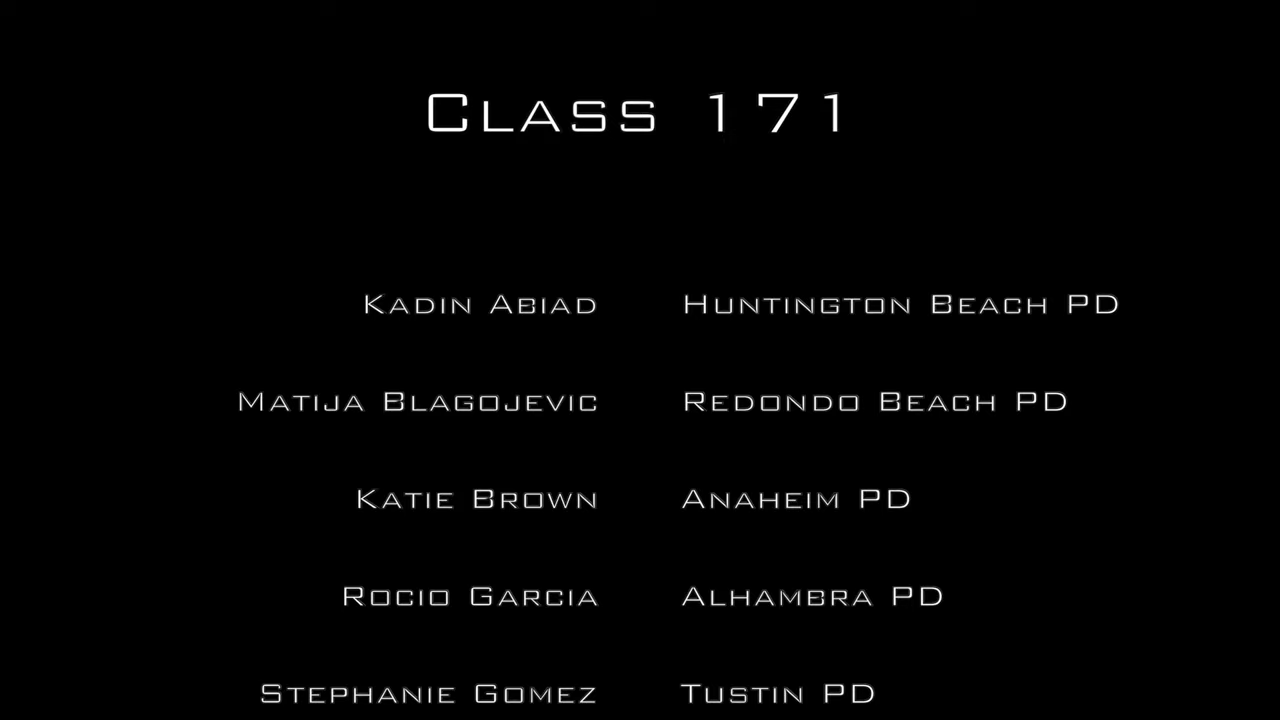 Class 171
Kadin Abiad Huntington Beach PD
Matija Blagojevic Redondo Beach PD
Katie Brown Anaheim PD
Rocio Garcia Alhambra PD
Stephanie Gomez Tustin PD